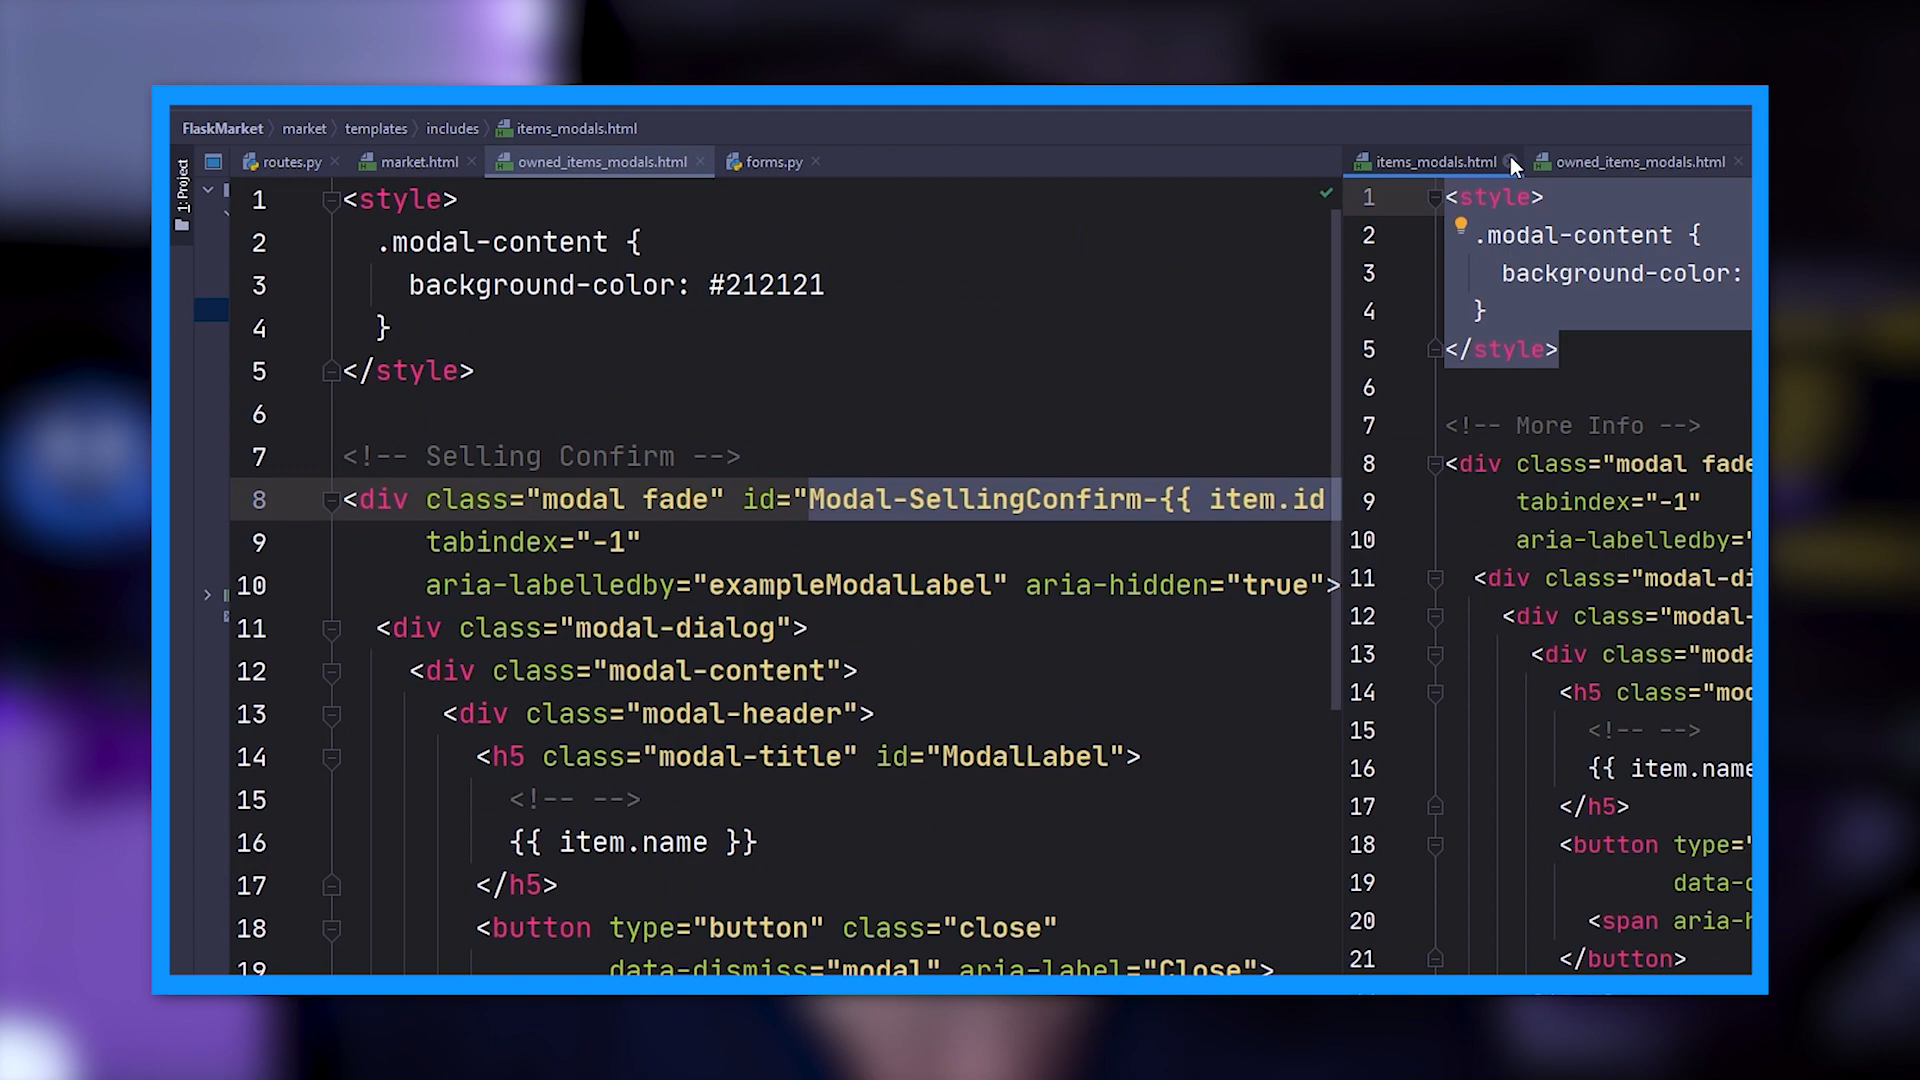 FlaskMarket market templates includes items_modals.html
1: Project
routes.py market.html owned_items_modals.html forms.py
1 <style>
2 .modal-content {
3 background-color: #212121
4 }
5 </style>
6
7 <!-- Selling Confirm -->
8 <div class="modal fade" id="Modal-SellingConfirm-{{ item.id
9 tabindex="-1"
10 aria-labelledby="exampleModalLabel" aria-hidden="true">
11 <div class="modal-dialog">
12 <div class="modal-content">
13 <div class="modal-header">
14 <h5 class="modal-title" id="ModalLabel">
15 <!-- -->
16 {{ item.name }}
17 </h5>
18 <button type="button" class="close"
19 data-dismiss="modal" aria-label="Close">
items_modals.html owned_items_modals.html
1 <style>
2 .modal-content {
3 background-color:
4 }
5 </style>
6
7 <!-- More Info -->
8 <div class="modal fade
9 tabindex="-1"
10 aria-labelledby="
11 <div class="modal-di
12 <div class="modal-
13 <div class="moda
14 <h5 class="mod
15 <!-- -->
16 {{ item.name
17 </h5>
18 <button type="
19 data-d
20 <span aria-h
21 </button>